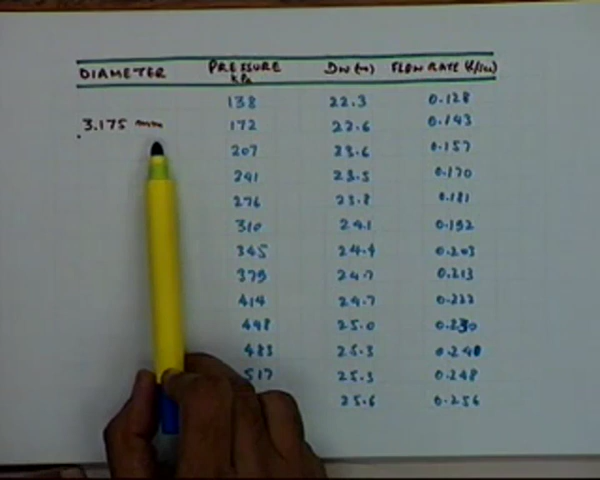 DIAMETER PRESSURE kPa DW (m) FLOW RATE (l/sec)
138 22.3 0.128
3.175 mm 172 22.6 0.143
207 23.6 0.157
241 23.5 0.170
276 23.8 0.181
310 24.1 0.192
345 24.4 0.203
379 24.7 0.213
414 24.7 0.222
448 25.0 0.230
483 25.3 0.240
517 25.3 0.248
25.6 0.256